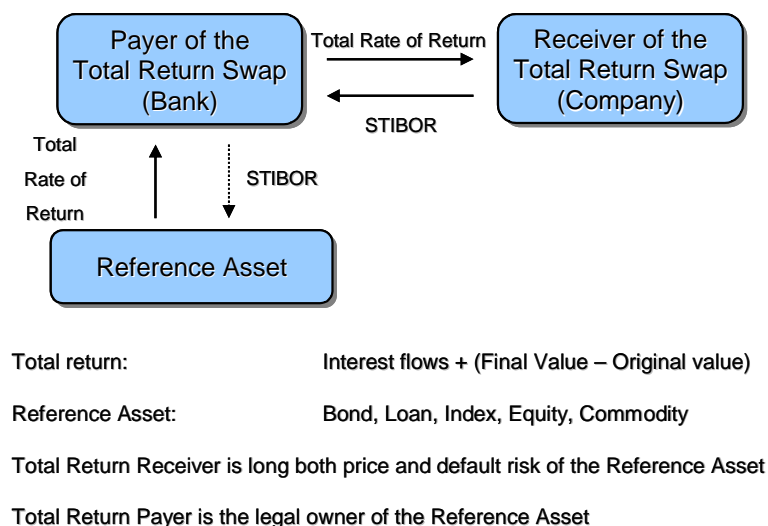 Payer of the
Total Return Swap
(Bank)
Total Rate of Return
Receiver of the
Total Return Swap
(Company)
STIBOR
Total
Rate of
Return
STIBOR
Reference Asset
Total return: Interest flows + (Final Value – Original value)
Reference Asset: Bond, Loan, Index, Equity, Commodity
Total Return Receiver is long both price and default risk of the Reference Asset
Total Return Payer is the legal owner of the Reference Asset